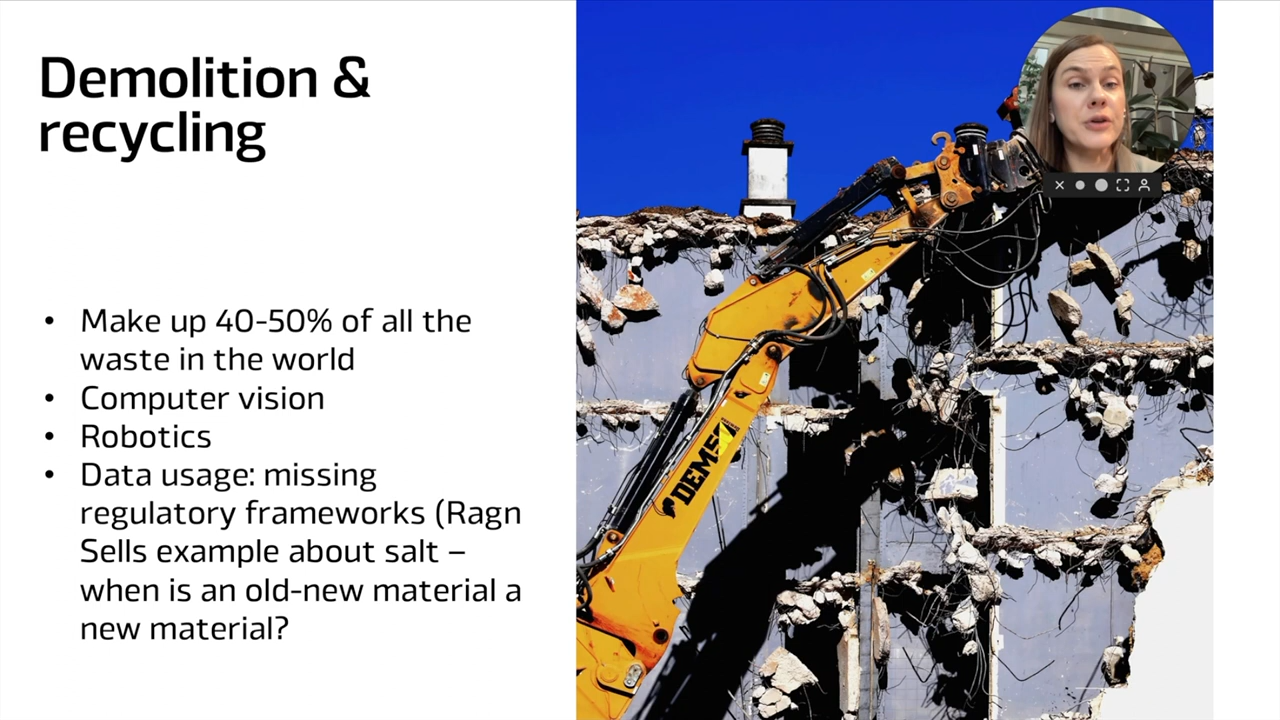 Demolition &
recycling
• Make up 40-50% of all the
waste in the world
• Computer vision
• Robotics
• Data usage: missing
regulatory frameworks (Ragn
Sells example about salt –
when is an old-new material a
new material?